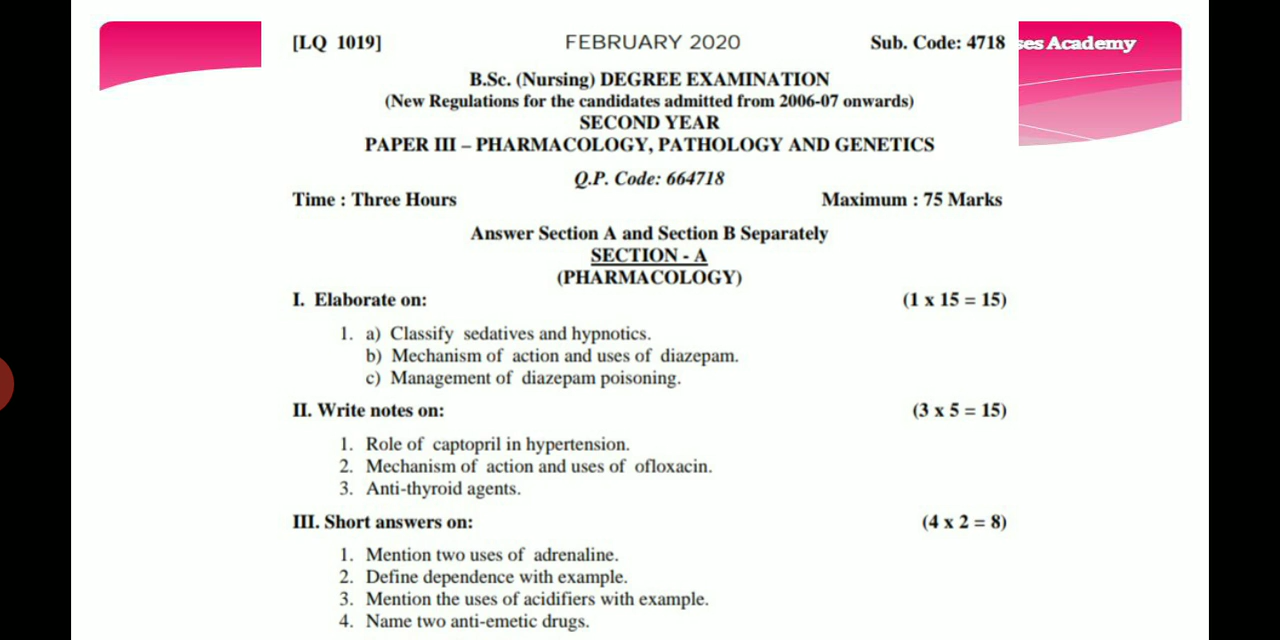 [LQ 1019] FEBRUARY 2020 Sub. Code: 4718
ses Academy
B.Sc. (Nursing) DEGREE EXAMINATION
(New Regulations for the candidates admitted from 2006-07 onwards)
SECOND YEAR
PAPER III – PHARMACOLOGY, PATHOLOGY AND GENETICS
Q.P. Code: 664718
Time : Three Hours Maximum : 75 Marks
Answer Section A and Section B Separately
SECTION - A
(PHARMACOLOGY)
I. Elaborate on: (1 x 15 = 15)
1. a) Classify sedatives and hypnotics.
b) Mechanism of action and uses of diazepam.
c) Management of diazepam poisoning.
II. Write notes on: (3 x 5 = 15)
1. Role of captopril in hypertension.
2. Mechanism of action and uses of ofloxacin.
3. Anti-thyroid agents.
III. Short answers on: (4 x 2 = 8)
1. Mention two uses of adrenaline.
2. Define dependence with example.
3. Mention the uses of acidifiers with example.
4. Name two anti-emetic drugs.